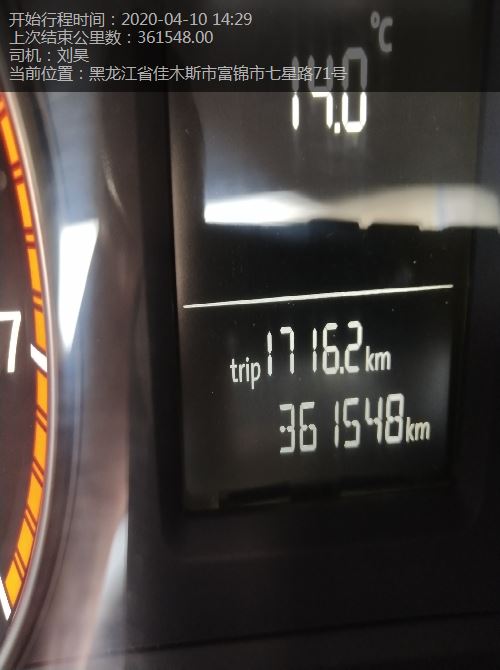 开始行程时间：2020-04-10 14:29
上次结束公里数：361548.00
司机：刘昊
当前位置：黑龙江省佳木斯市富锦市七星路71号
℃
14.0
7
trip 1716.2 km
361548 km